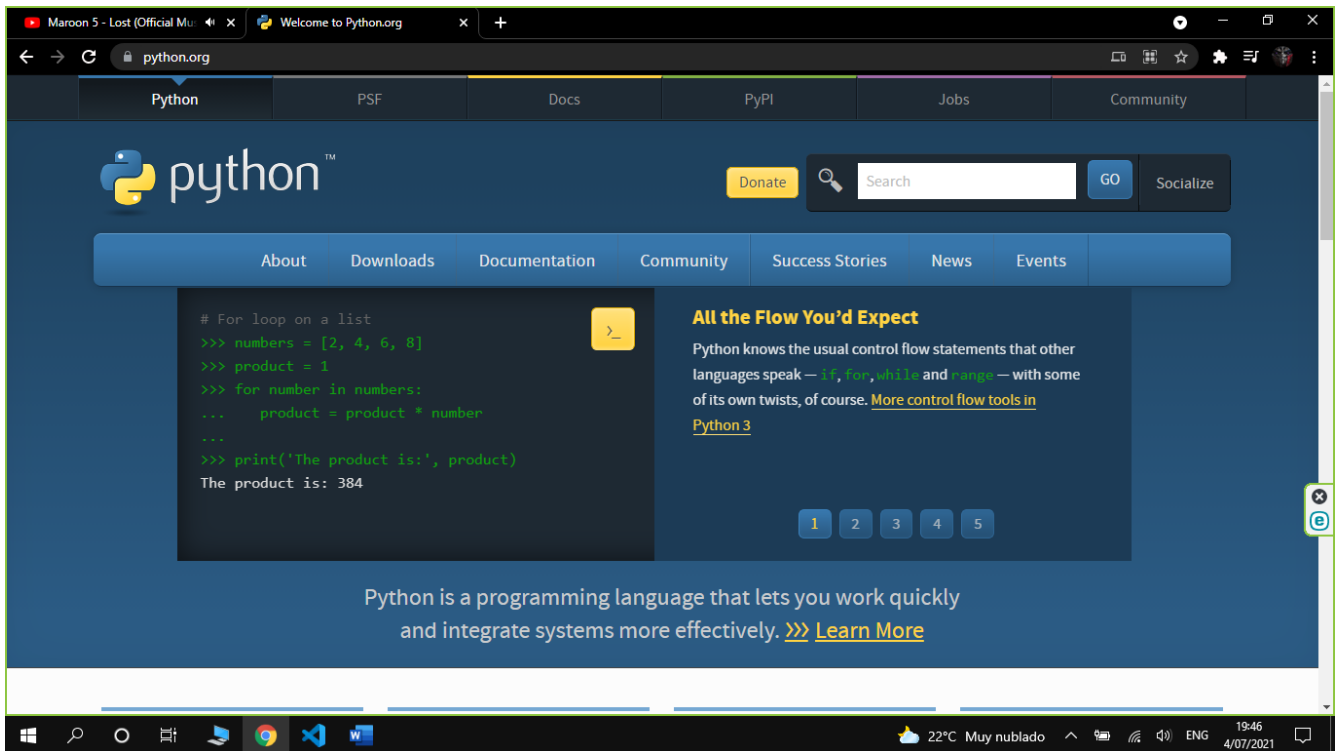 Maroon 5 - Lost (Official Mu
Welcome to Python.org
python.org
Python
PSF
Docs
PyPI
Jobs
Community
python™
Donate
Search
GO
Socialize
About
Downloads
Documentation
Community
Success Stories
News
Events
# For loop on a list
>>> numbers = [2, 4, 6, 8]
>>> product = 1
>>> for number in numbers:
...    product = product * number
...
>>> print('The product is:', product)
The product is: 384
>_
All the Flow You’d Expect
Python knows the usual control flow statements that other
languages speak — if, for, while and range — with some
of its own twists, of course. More control flow tools in
Python 3
1
2
3
4
5
Python is a programming language that lets you work quickly
and integrate systems more effectively. >>> Learn More
22°C Muy nublado
ENG
19:46
4/07/2021